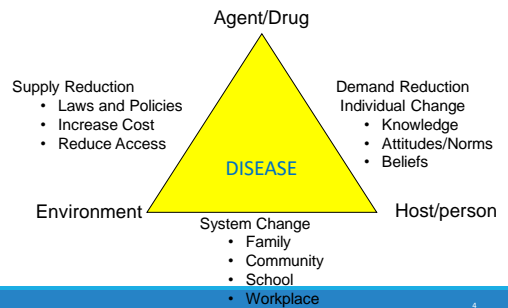 Agent/Drug
Supply Reduction
• Laws and Policies
• Increase Cost
• Reduce Access
Demand Reduction
Individual Change
• Knowledge
• Attitudes/Norms
• Beliefs
DISEASE
Environment
Host/person
System Change
• Family
• Community
• School
• Workplace
4